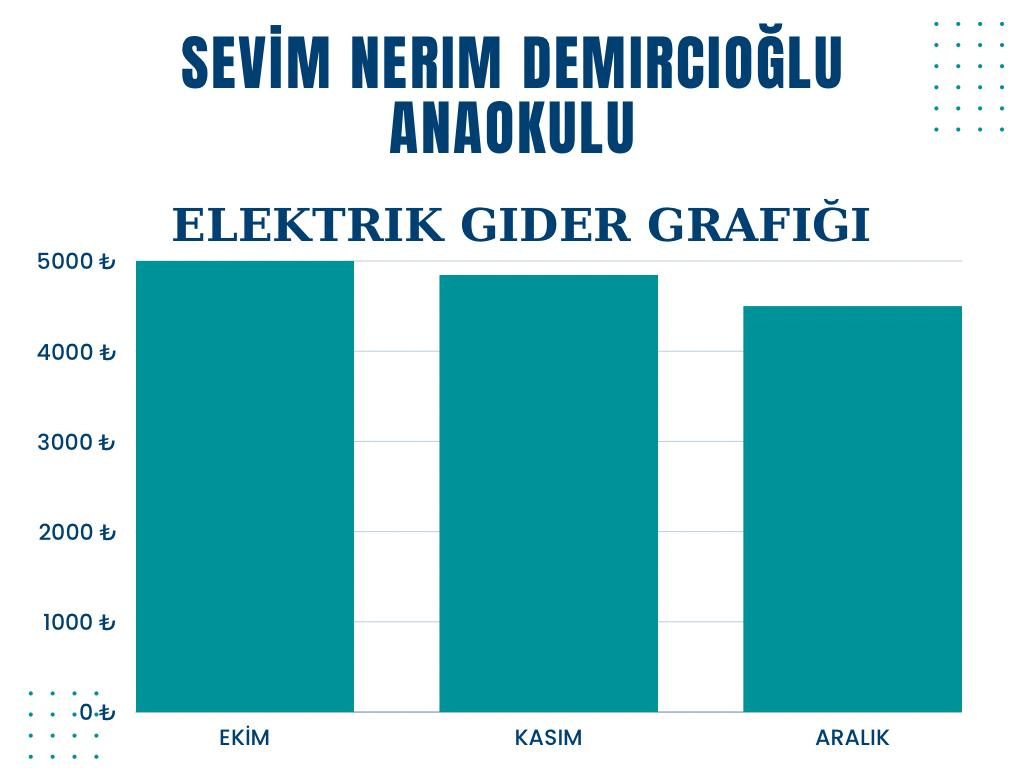 SEVİM NERIM DEMIRCIOĞLU
ANAOKULU
ELEKTRIK GIDER GRAFIĞI
5000 ₺
4000 ₺
3000 ₺
2000 ₺
1000 ₺
0 ₺
EKİM KASIM ARALIK